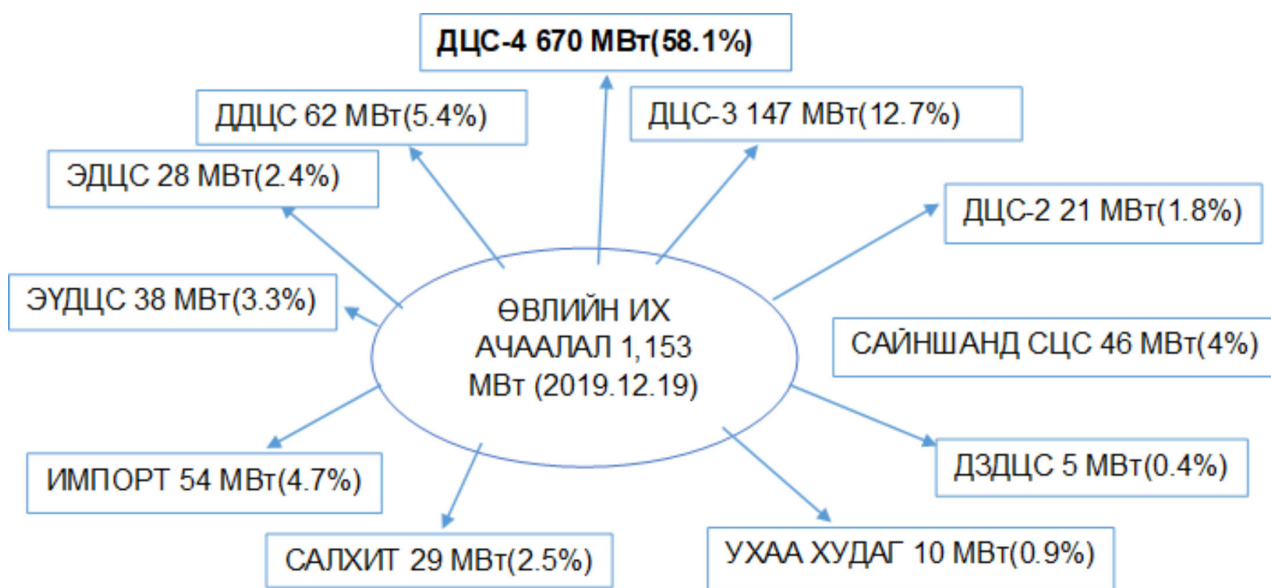 ДЦС-4 670 МВт(58.1%)
ДДЦС 62 МВт(5.4%)
ДЦС-3 147 МВт(12.7%)
ЭДЦС 28 МВт(2.4%)
ДЦС-2 21 МВт(1.8%)
ЭҮДЦС 38 МВт(3.3%)
ӨВЛИЙН ИХ
АЧААЛАЛ 1,153
МВт (2019.12.19)
САЙНШАНД СЦС 46 МВт(4%)
ИМПОРТ 54 МВт(4.7%)
ДЗДЦС 5 МВт(0.4%)
САЛХИТ 29 МВт(2.5%)
УХАА ХУДАГ 10 МВт(0.9%)